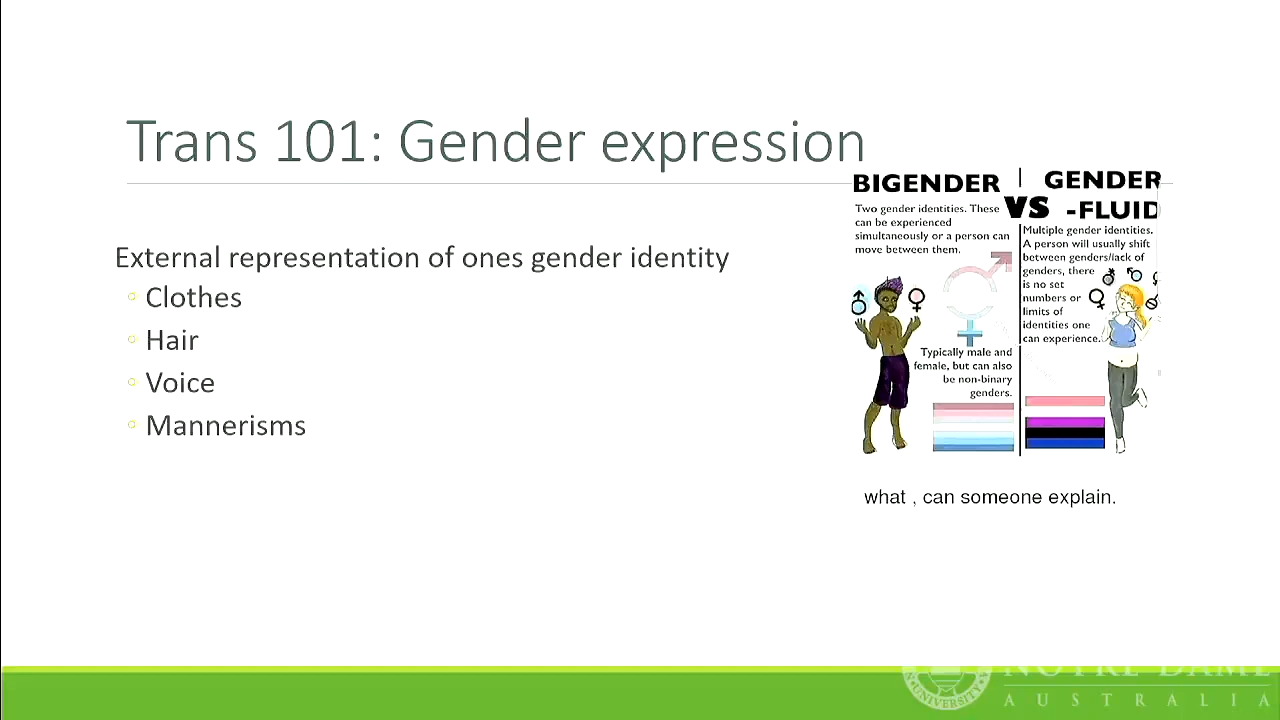 Trans 101: Gender expression
External representation of ones gender identity
Clothes
Hair
Voice
Mannerisms
BIGENDER
Two gender identities. These
can be experienced
simultaneously or a person can
move between them.
Typically male and
female, but can also
be non-binary
genders.
VS
GENDER
-FLUID
Multiple gender identities.
A person will usually shift
between genders/lack of
genders, there
is no set
numbers or
limits of
identities one
can experience.
what , can someone explain.
NOTRE DAME
AUSTRALIA
UNIVERSITY